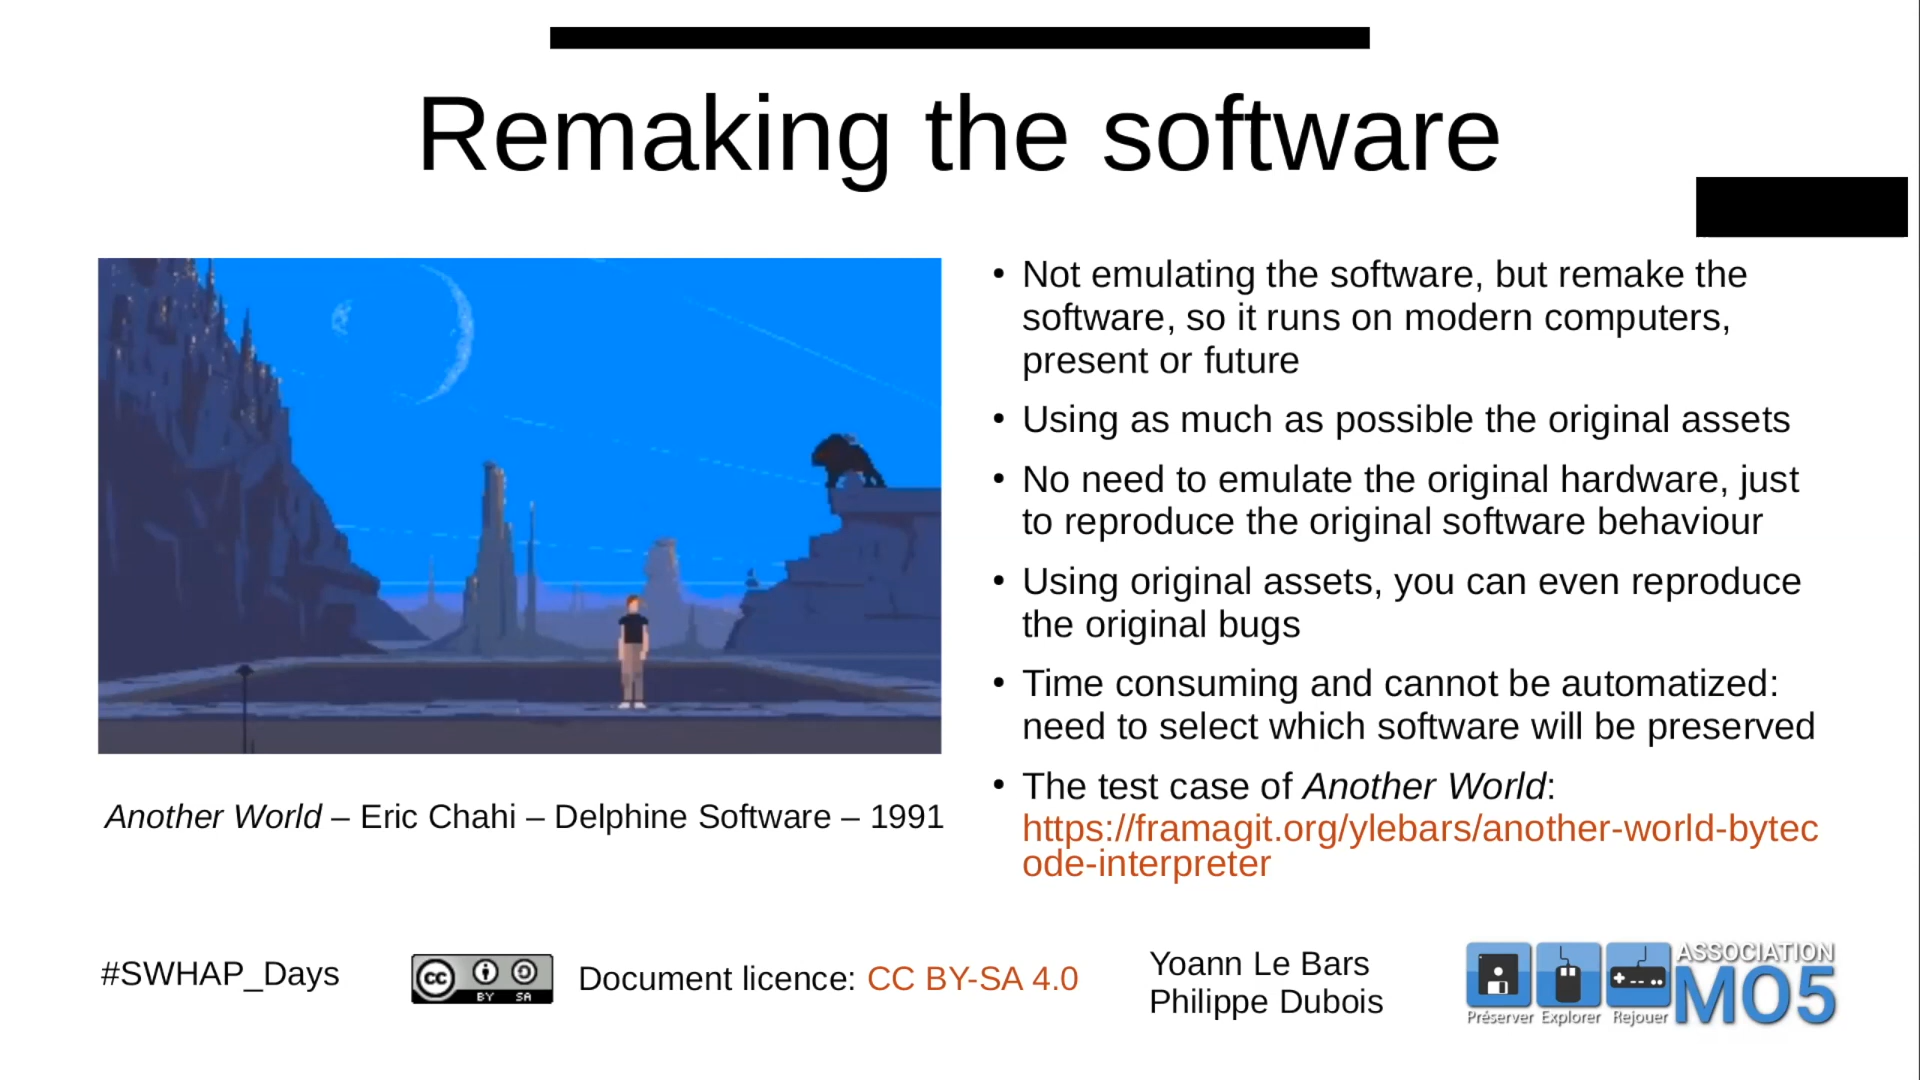 Remaking the software
• Not emulating the software, but remake the
software, so it runs on modern computers,
present or future
• Using as much as possible the original assets
• No need to emulate the original hardware, just
to reproduce the original software behaviour
• Using original assets, you can even reproduce
the original bugs
• Time consuming and cannot be automatized:
need to select which software will be preserved
• The test case of Another World:
https://framagit.org/ylebars/another-world-bytec
ode-interpreter
Another World – Eric Chahi – Delphine Software – 1991
#SWHAP_Days
cc BY SA
Document licence: CC BY-SA 4.0
Yoann Le Bars
Philippe Dubois
Préserver Explorer Rejouer
ASSOCIATION
MO5